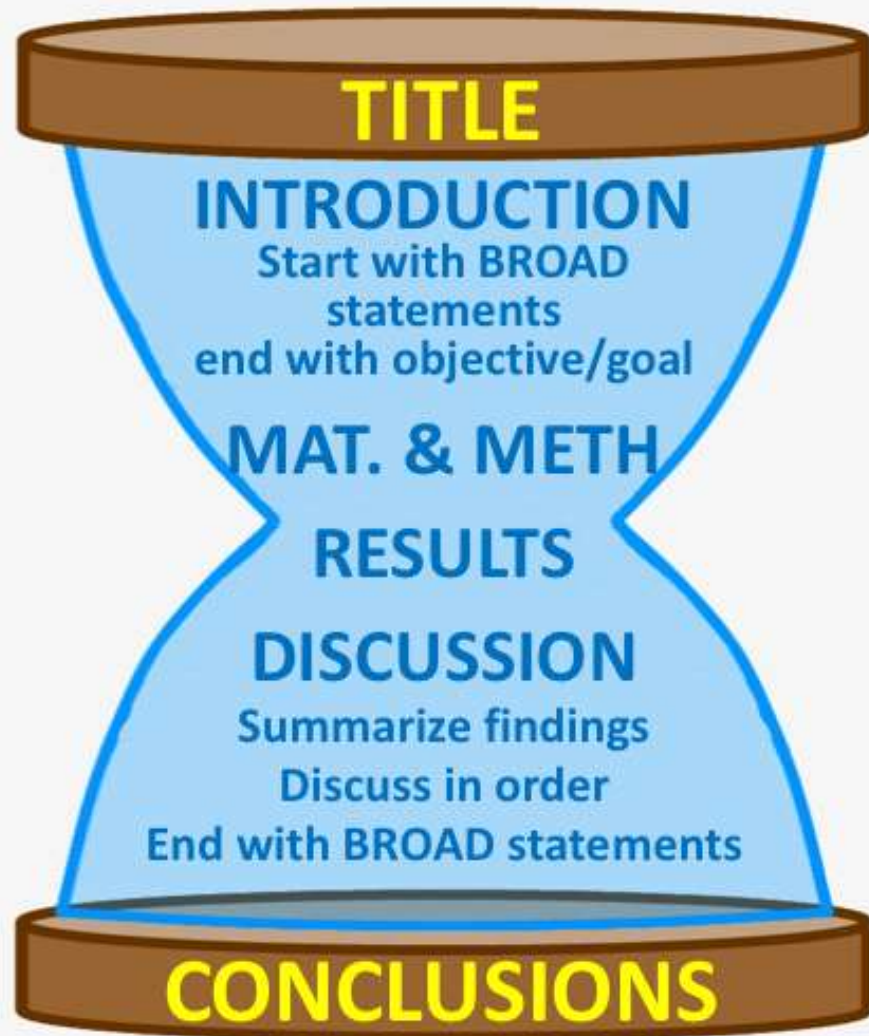 TITLE
INTRODUCTION
Start with BROAD
statements
end with objective/goal
MAT. & METH
RESULTS
DISCUSSION
Summarize findings
Discuss in order
End with BROAD statements
CONCLUSIONS